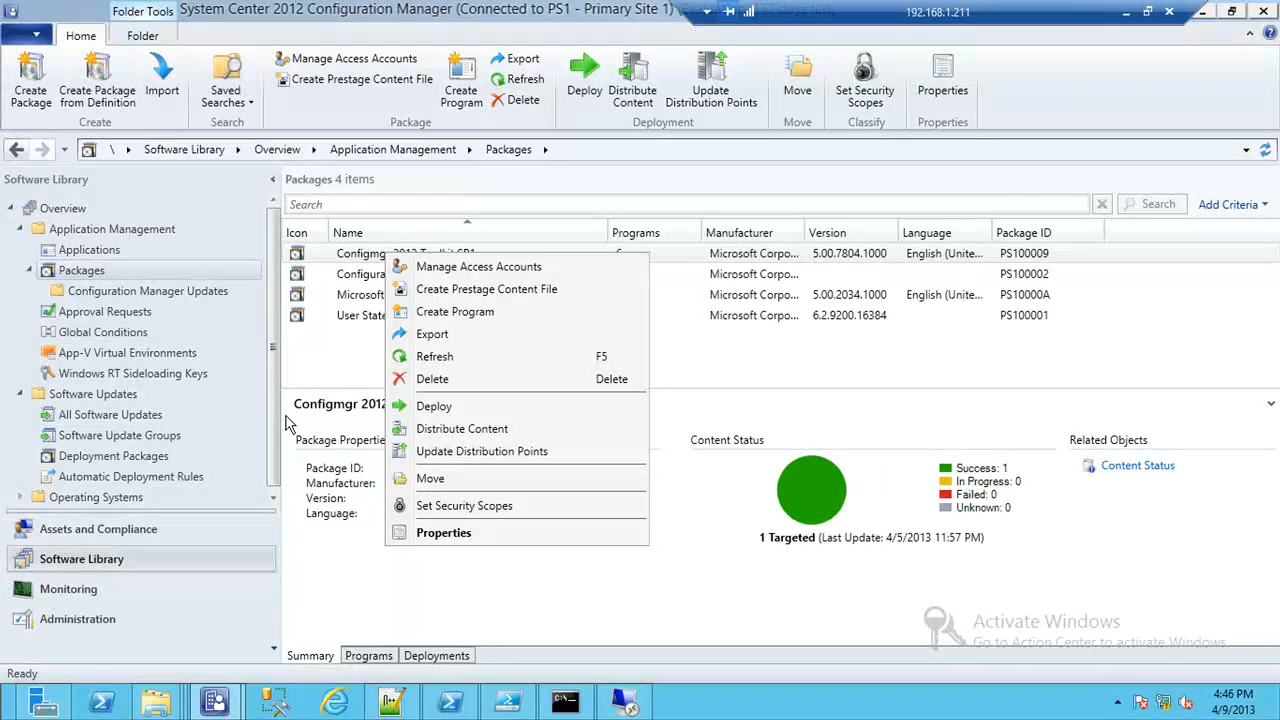 Folder Tools
System Center 2012 Configuration Manager (Connected to PS1 - Primary Site 1)
192.168.1.211
Home
Folder
Create Package
Create Package from Definition
Import
Saved Searches
Manage Access Accounts
Create Prestage Content File
Create Program
Export
Refresh
Delete
Deploy
Distribute Content
Update Distribution Points
Move
Set Security Scopes
Properties
Create
Search
Package
Deployment
Move
Classify
Properties
\ Software Library Overview Application Management Packages
Software Library
Packages 4 items
Search
Search
Add Criteria
Icon Name Programs Manufacturer Version Language Package ID
Microsoft Corpo... 5.00.7804.1000 English (Unite... PS100009
Configura Microsoft Corpo... PS100002
Microsoft Microsoft Corpo... 5.00.2034.1000 English (Unite... PS10000A
User State Microsoft Corpo... 6.2.9200.16384 PS100001
Overview
Application Management
Applications
Packages
Configuration Manager Updates
Approval Requests
Global Conditions
App-V Virtual Environments
Windows RT Sideloading Keys
Software Updates
All Software Updates
Software Update Groups
Deployment Packages
Automatic Deployment Rules
Operating Systems
Assets and Compliance
Software Library
Monitoring
Administration
Manage Access Accounts
Create Prestage Content File
Create Program
Export
Refresh F5
Delete Delete
Deploy
Distribute Content
Update Distribution Points
Move
Set Security Scopes
Properties
Configmgr 2012
Package Propertie
Package ID:
Manufacturer:
Version:
Language:
Content Status
Success: 1
In Progress: 0
Failed: 0
Unknown: 0
1 Targeted (Last Update: 4/5/2013 11:57 PM)
Related Objects
Content Status
Activate Windows
Go to Action Center to activate Windows.
Summary
Programs
Deployments
Ready
4:46 PM
4/9/2013